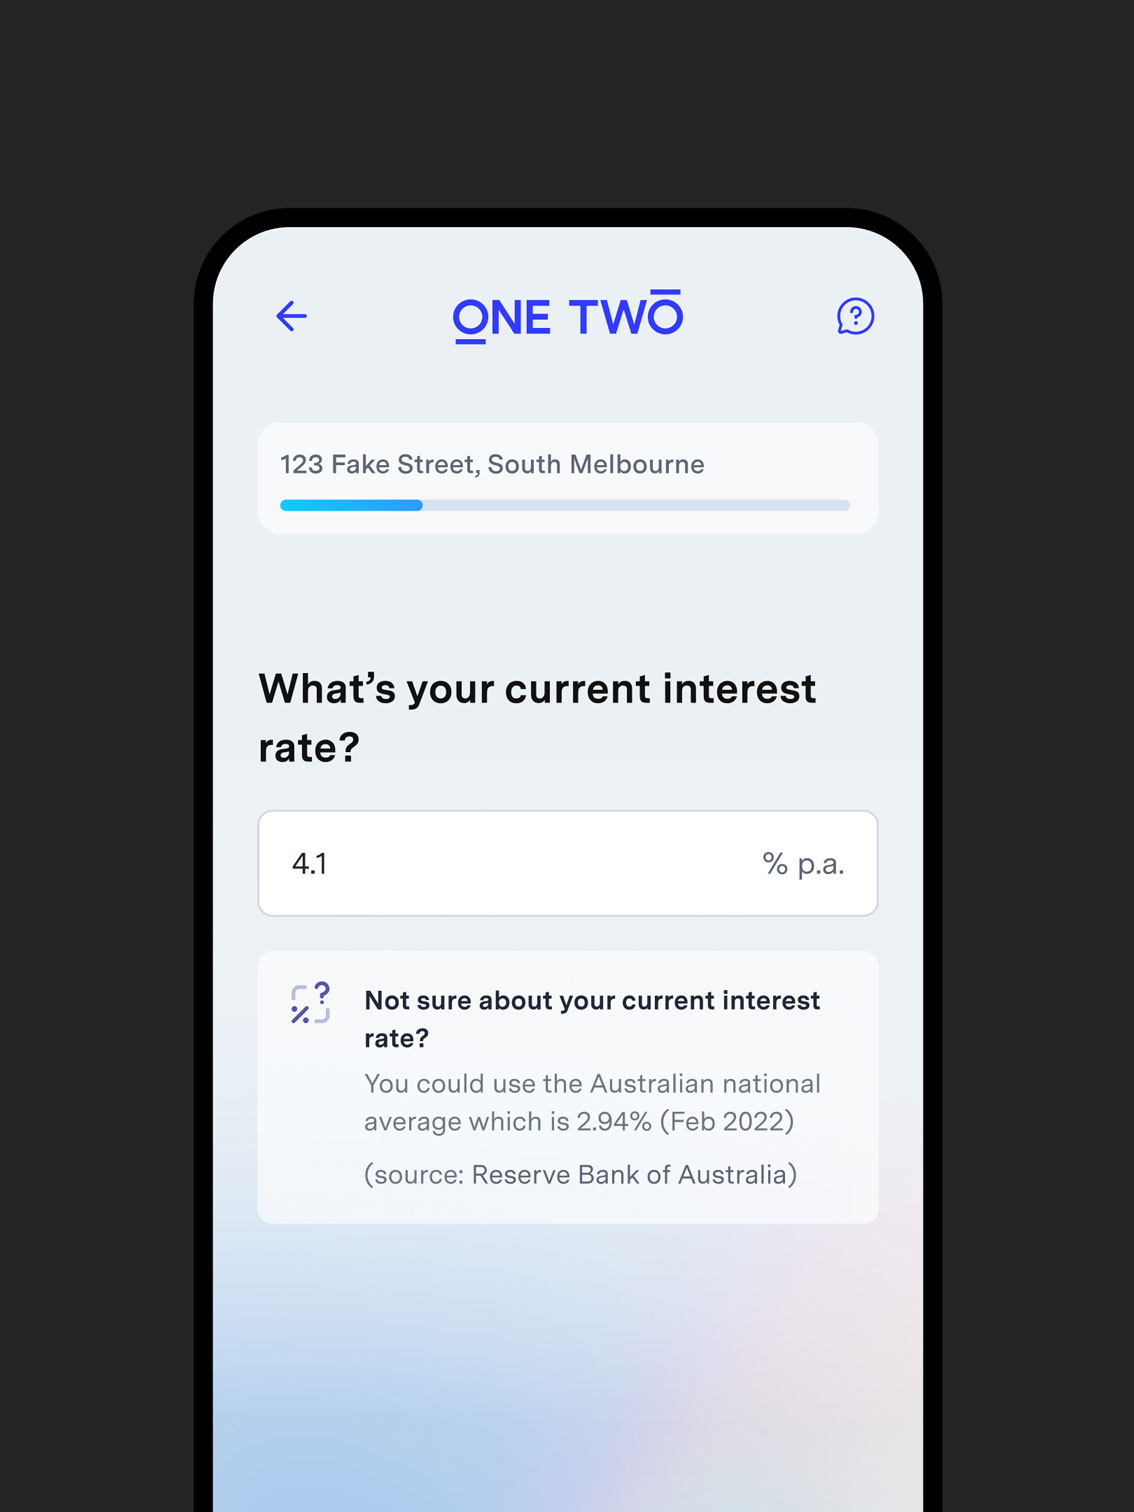 ONE TWO
123 Fake Street, South Melbourne
What’s your current interest
rate?
4.1 % p.a.
Not sure about your current interest
rate?
You could use the Australian national
average which is 2.94% (Feb 2022)
(source: Reserve Bank of Australia)